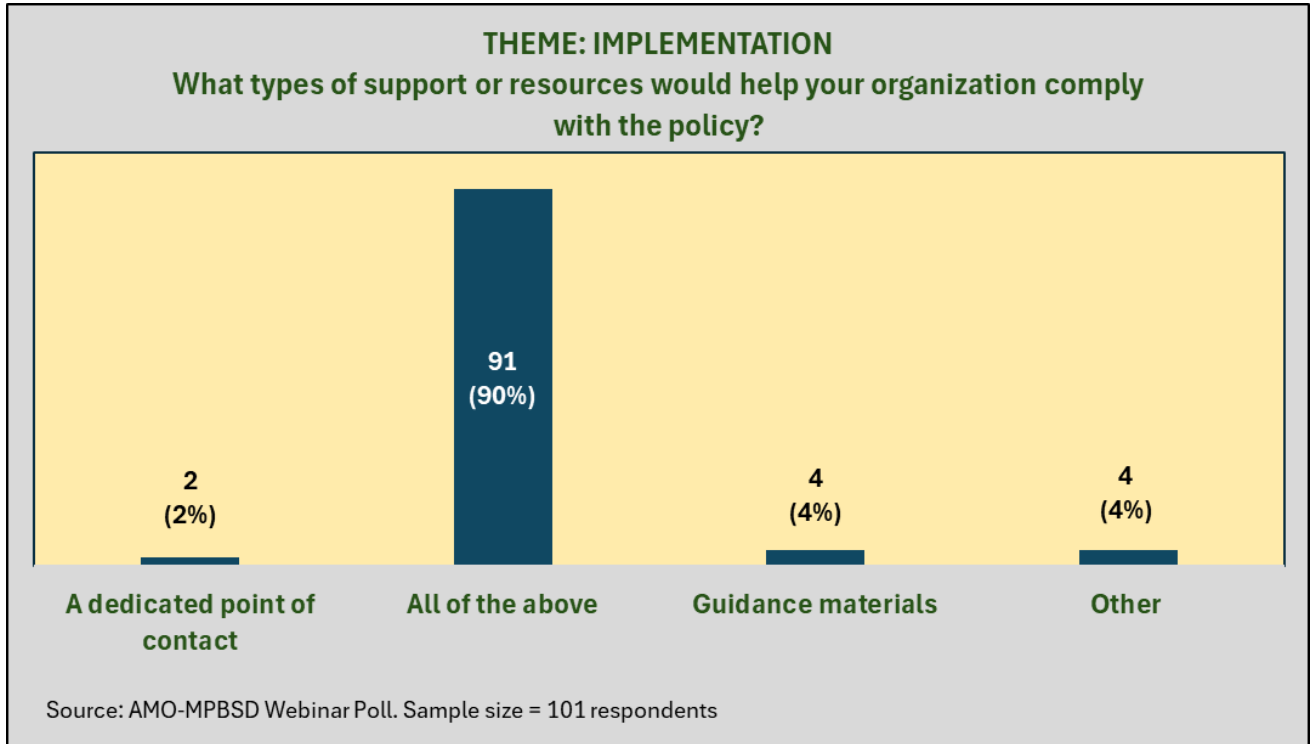 THEME: IMPLEMENTATION
What types of support or resources would help your organization comply
with the policy?
2
(2%)
91
(90%)
4
(4%)
4
(4%)
A dedicated point of
contact
All of the above
Guidance materials
Other
Source: AMO-MPBSD Webinar Poll. Sample size = 101 respondents